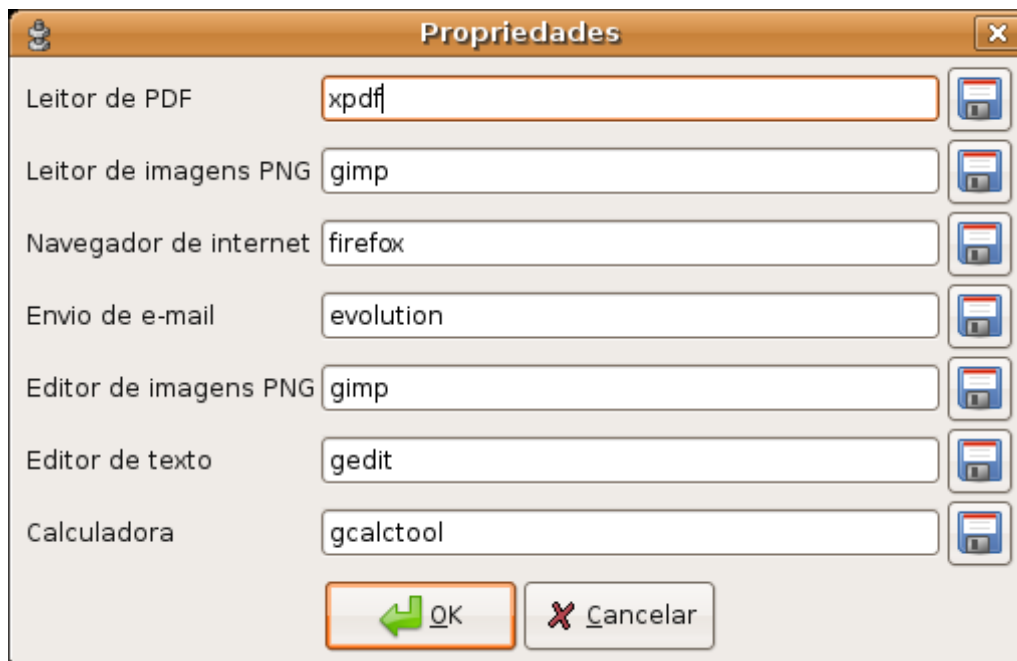 Propriedades
Leitor de PDF xpdf
Leitor de imagens PNG gimp
Navegador de internet firefox
Envio de e-mail evolution
Editor de imagens PNG gimp
Editor de texto gedit
Calculadora gcalctool
OK Cancelar